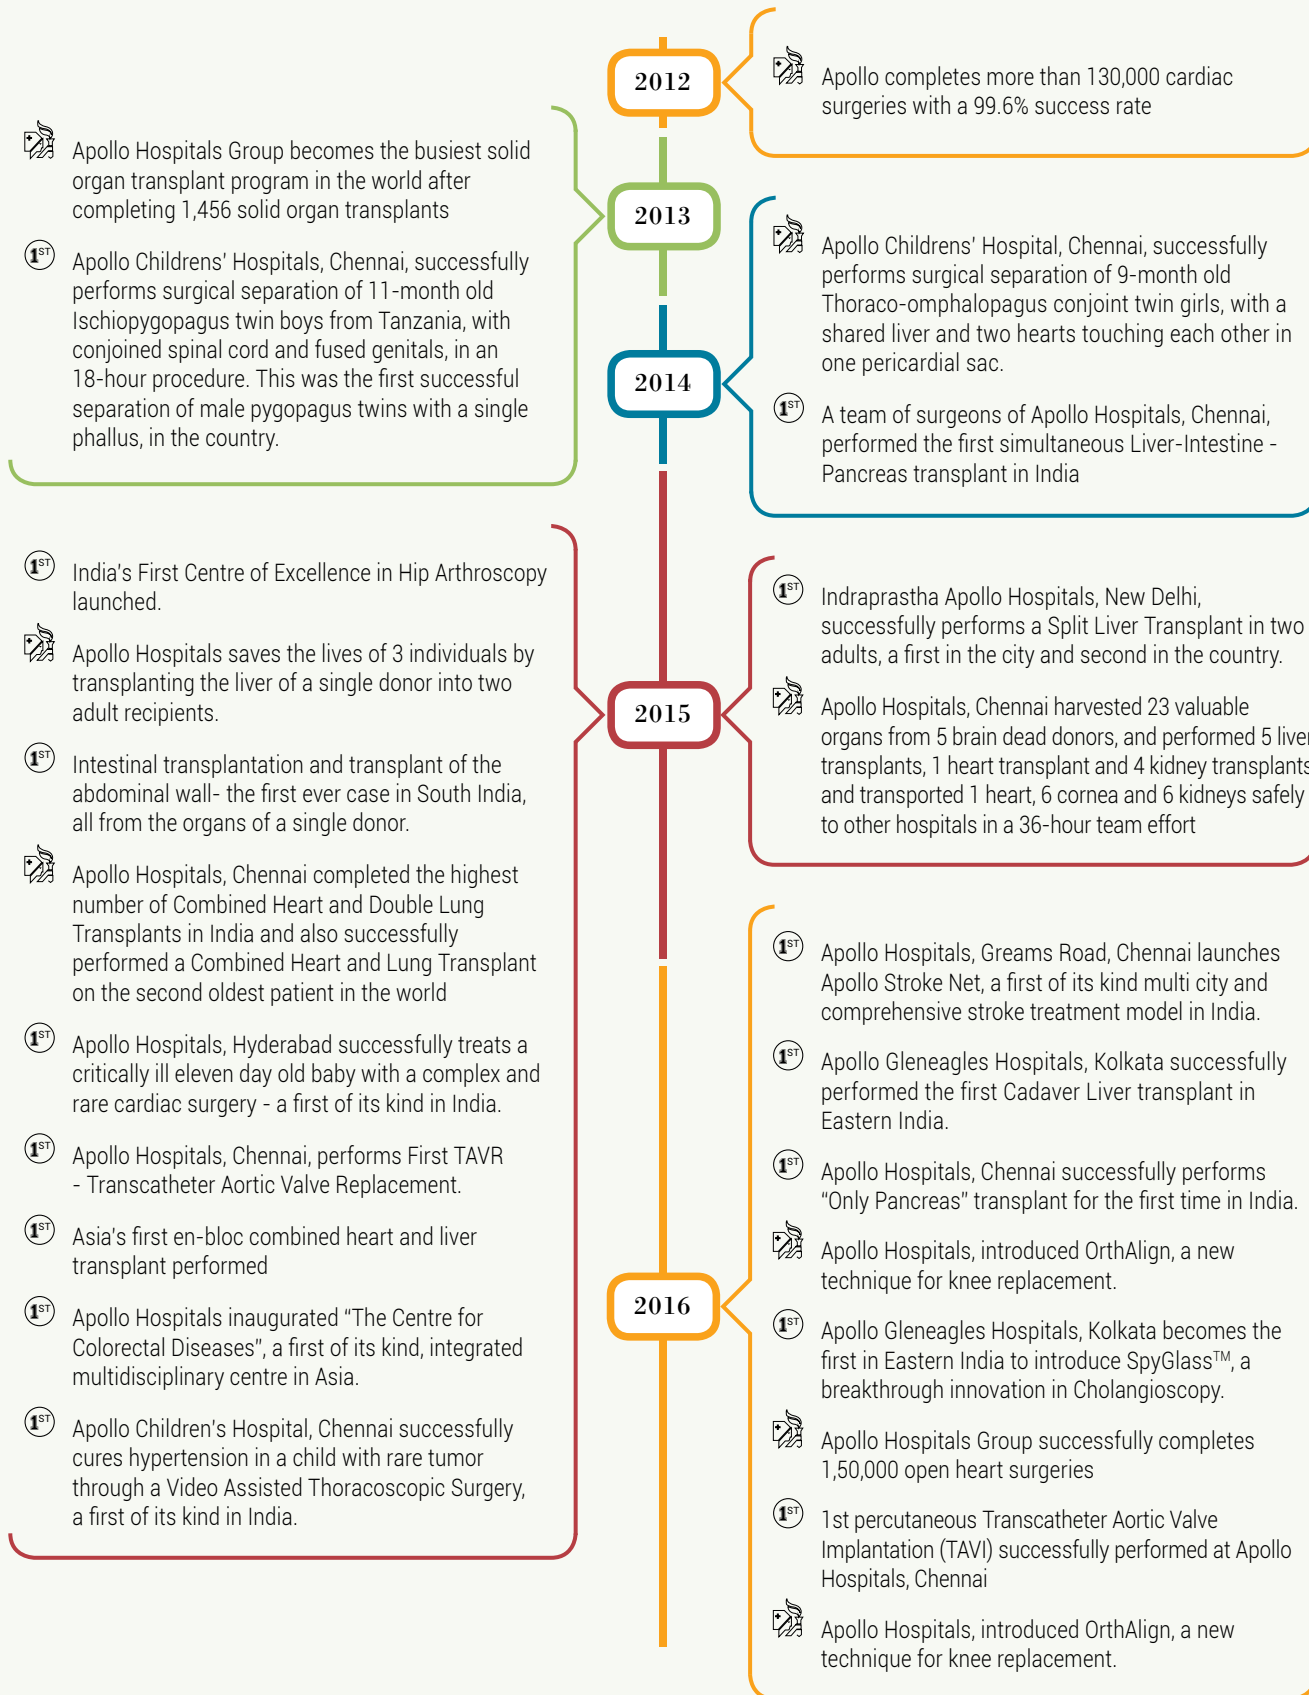 2012
Apollo completes more than 130,000 cardiac
surgeries with a 99.6% success rate
Apollo Hospitals Group becomes the busiest solid
organ transplant program in the world after
completing 1,456 solid organ transplants
1ST
Apollo Childrens' Hospitals, Chennai, successfully
performs surgical separation of 11-month old
Ischiopygopagus twin boys from Tanzania, with
conjoined spinal cord and fused genitals, in an
18-hour procedure. This was the first successful
separation of male pygopagus twins with a single
phallus, in the country.
2013
2014
Apollo Childrens' Hospital, Chennai, successfully
performs surgical separation of 9-month old
Thoraco-omphalopagus conjoint twin girls, with a
shared liver and two hearts touching each other in
one pericardial sac.
1ST
A team of surgeons of Apollo Hospitals, Chennai,
performed the first simultaneous Liver-Intestine -
Pancreas transplant in India
1ST
India's First Centre of Excellence in Hip Arthroscopy
launched.
Apollo Hospitals saves the lives of 3 individuals by
transplanting the liver of a single donor into two
adult recipients.
1ST
Intestinal transplantation and transplant of the
abdominal wall- the first ever case in South India,
all from the organs of a single donor.
Apollo Hospitals, Chennai completed the highest
number of Combined Heart and Double Lung
Transplants in India and also successfully
performed a Combined Heart and Lung Transplant
on the second oldest patient in the world
1ST
Apollo Hospitals, Hyderabad successfully treats a
critically ill eleven day old baby with a complex and
rare cardiac surgery - a first of its kind in India.
1ST
Apollo Hospitals, Chennai, performs First TAVR
- Transcatheter Aortic Valve Replacement.
1ST
Asia's first en-bloc combined heart and liver
transplant performed
1ST
Apollo Hospitals inaugurated "The Centre for
Colorectal Diseases", a first of its kind, integrated
multidisciplinary centre in Asia.
1ST
Apollo Children's Hospital, Chennai successfully
cures hypertension in a child with rare tumor
through a Video Assisted Thoracoscopic Surgery,
a first of its kind in India.
2015
1ST
Indraprastha Apollo Hospitals, New Delhi,
successfully performs a Split Liver Transplant in two
adults, a first in the city and second in the country.
Apollo Hospitals, Chennai harvested 23 valuable
organs from 5 brain dead donors, and performed 5 liver
transplants, 1 heart transplant and 4 kidney transplants
and transported 1 heart, 6 cornea and 6 kidneys safely
to other hospitals in a 36-hour team effort
2016
1ST
Apollo Hospitals, Greams Road, Chennai launches
Apollo Stroke Net, a first of its kind multi city and
comprehensive stroke treatment model in India.
1ST
Apollo Gleneagles Hospitals, Kolkata successfully
performed the first Cadaver Liver transplant in
Eastern India.
1ST
Apollo Hospitals, Chennai successfully performs
"Only Pancreas" transplant for the first time in India.
Apollo Hospitals, introduced OrthAlign, a new
technique for knee replacement.
1ST
Apollo Gleneagles Hospitals, Kolkata becomes the
first in Eastern India to introduce SpyGlass™, a
breakthrough innovation in Cholangioscopy.
Apollo Hospitals Group successfully completes
1,50,000 open heart surgeries
1ST
1st percutaneous Transcatheter Aortic Valve
Implantation (TAVI) successfully performed at Apollo
Hospitals, Chennai
Apollo Hospitals, introduced OrthAlign, a new
technique for knee replacement.